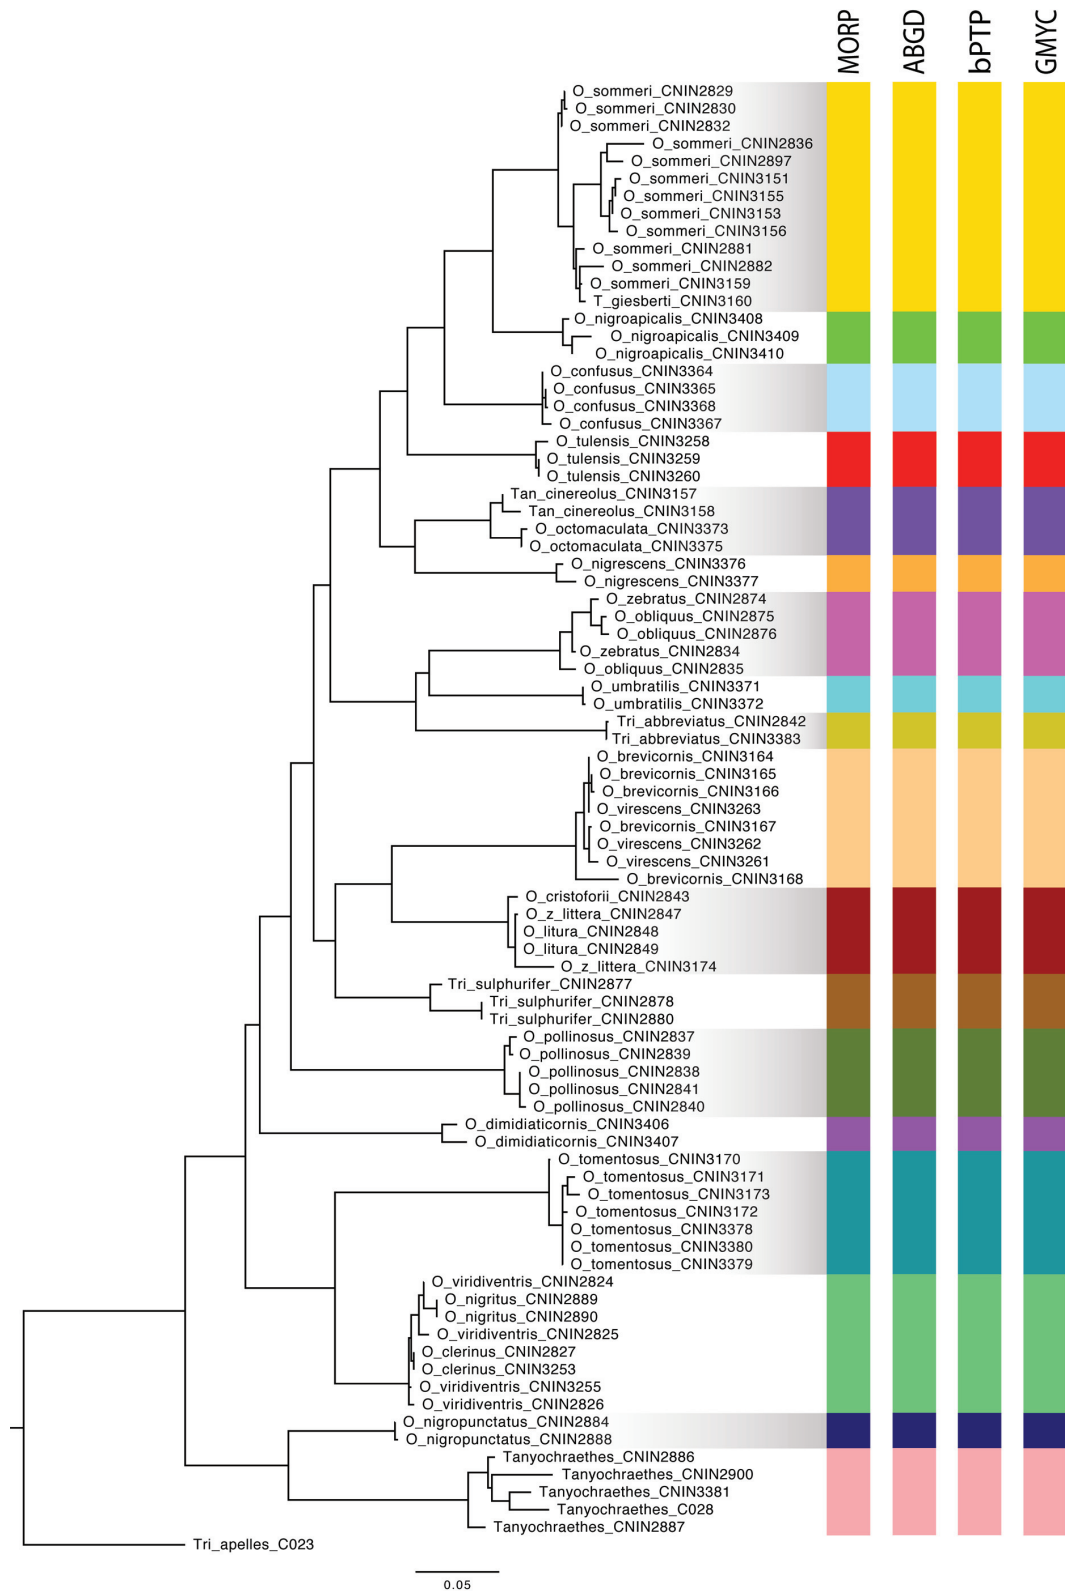 MORP ABGD bPTP GMYC
O_sommeri_CNIN2829
O_sommeri_CNIN2830
O_sommeri_CNIN2832
O_sommeri_CNIN2836
O_sommeri_CNIN2897
O_sommeri_CNIN3151
O_sommeri_CNIN3155
O_sommeri_CNIN3153
O_sommeri_CNIN3156
O_sommeri_CNIN2881
O_sommeri_CNIN2882
O_sommeri_CNIN3159
T_giesberti_CNIN3160
O_nigroapicalis_CNIN3408
O_nigroapicalis_CNIN3409
O_nigroapicalis_CNIN3410
O_confusus_CNIN3364
O_confusus_CNIN3365
O_confusus_CNIN3368
O_confusus_CNIN3367
O_tulensis_CNIN3258
O_tulensis_CNIN3259
O_tulensis_CNIN3260
Tan_cinereolus_CNIN3157
Tan_cinereolus_CNIN3158
O_octomaculata_CNIN3373
O_octomaculata_CNIN3375
O_nigrescens_CNIN3376
O_nigrescens_CNIN3377
O_zebratus_CNIN2874
O_obliquus_CNIN2875
O_obliquus_CNIN2876
O_zebratus_CNIN2834
O_obliquus_CNIN2835
O_umbratilis_CNIN3371
O_umbratilis_CNIN3372
Tri_abbreviatus_CNIN2842
Tri_abbreviatus_CNIN3383
O_brevicornis_CNIN3164
O_brevicornis_CNIN3165
O_brevicornis_CNIN3166
O_virescens_CNIN3263
O_brevicornis_CNIN3167
O_virescens_CNIN3262
O_virescens_CNIN3261
O_brevicornis_CNIN3168
O_cristoforii_CNIN2843
O_z_littera_CNIN2847
O_litura_CNIN2848
O_litura_CNIN2849
O_z_littera_CNIN3174
Tri_sulphurifer_CNIN2877
Tri_sulphurifer_CNIN2878
Tri_sulphurifer_CNIN2880
O_pollinosus_CNIN2837
O_pollinosus_CNIN2839
O_pollinosus_CNIN2838
O_pollinosus_CNIN2841
O_pollinosus_CNIN2840
O_dimidiaticornis_CNIN3406
O_dimidiaticornis_CNIN3407
O_tomentosus_CNIN3170
O_tomentosus_CNIN3171
O_tomentosus_CNIN3173
O_tomentosus_CNIN3172
O_tomentosus_CNIN3378
O_tomentosus_CNIN3380
O_tomentosus_CNIN3379
O_viridiventris_CNIN2824
O_nigritus_CNIN2889
O_nigritus_CNIN2890
O_viridiventris_CNIN2825
O_clerinus_CNIN2827
O_clerinus_CNIN3253
O_viridiventris_CNIN3255
O_viridiventris_CNIN2826
O_nigropunctatus_CNIN2884
O_nigropunctatus_CNIN2888
Tanyochraethes_CNIN2886
Tanyochraethes_CNIN2900
Tanyochraethes_CNIN3381
Tanyochraethes_C028
Tanyochraethes_CNIN2887
Tri_apelles_C023
0.05